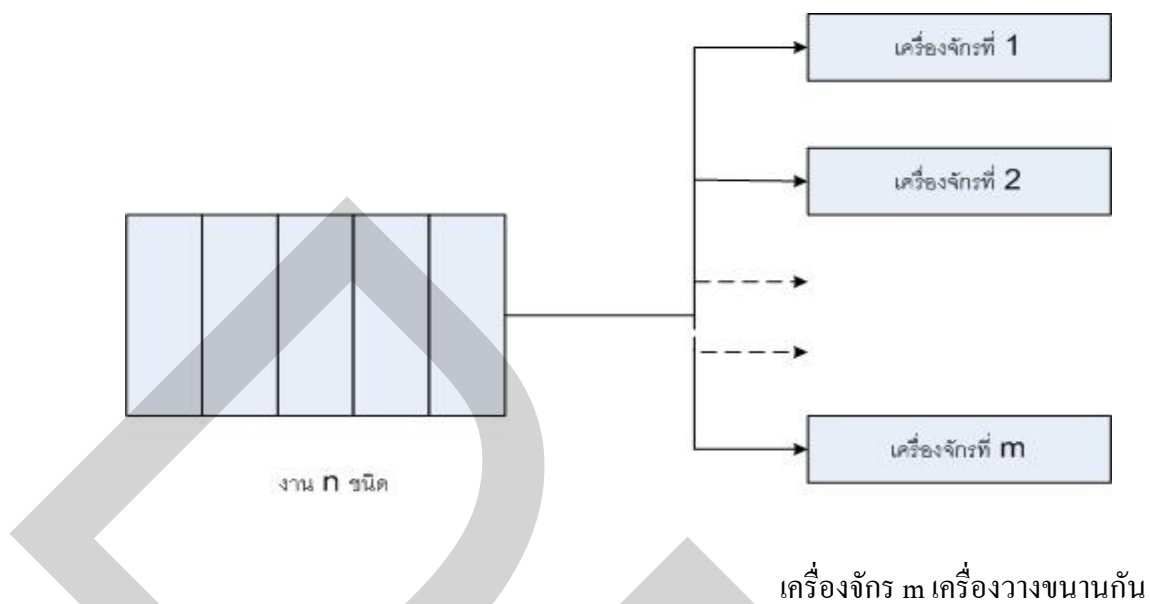 เครื่องจักรที่ 1
เครื่องจักรที่ 2
เครื่องจักรที่ m
งาน n ชนิด
เครื่องจักร m เครื่องวางขนานกัน